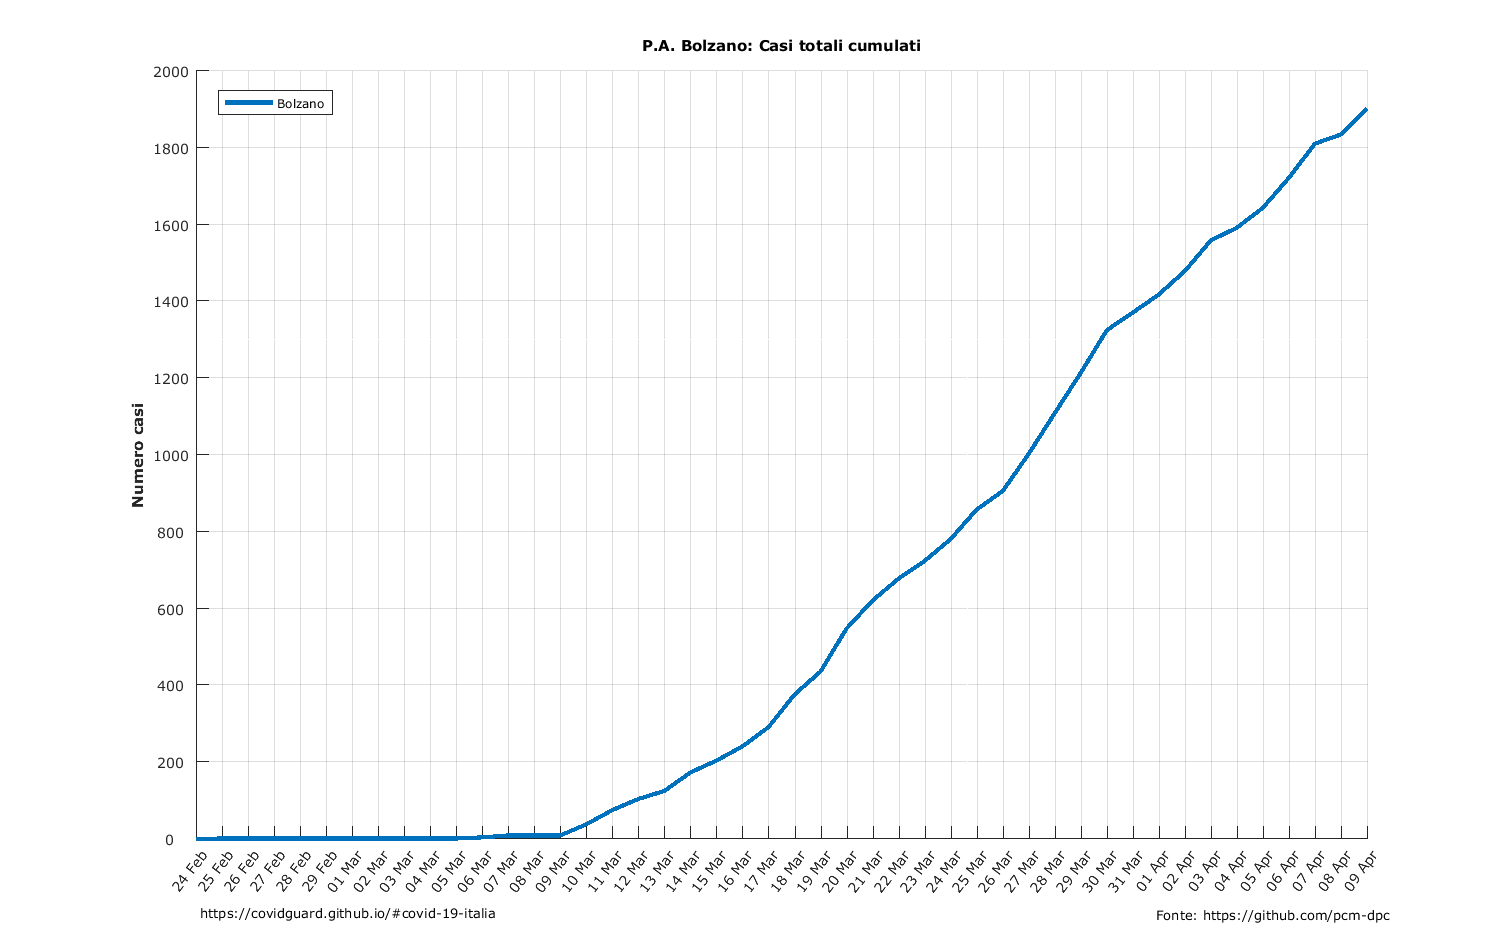 P.A. Bolzano: Casi totali cumulati
Bolzano
Numero casi
2000
1800
1600
1400
1200
1000
800
600
400
200
0
24 Feb
25 Feb
26 Feb
27 Feb
28 Feb
29 Feb
01 Mar
02 Mar
03 Mar
04 Mar
05 Mar
06 Mar
07 Mar
08 Mar
09 Mar
10 Mar
11 Mar
12 Mar
13 Mar
14 Mar
15 Mar
16 Mar
17 Mar
18 Mar
19 Mar
20 Mar
21 Mar
22 Mar
23 Mar
24 Mar
25 Mar
26 Mar
27 Mar
28 Mar
29 Mar
30 Mar
31 Mar
01 Apr
02 Apr
03 Apr
04 Apr
05 Apr
06 Apr
07 Apr
08 Apr
09 Apr
https://covidguard.github.io/#covid-19-italia
Fonte: https://github.com/pcm-dpc